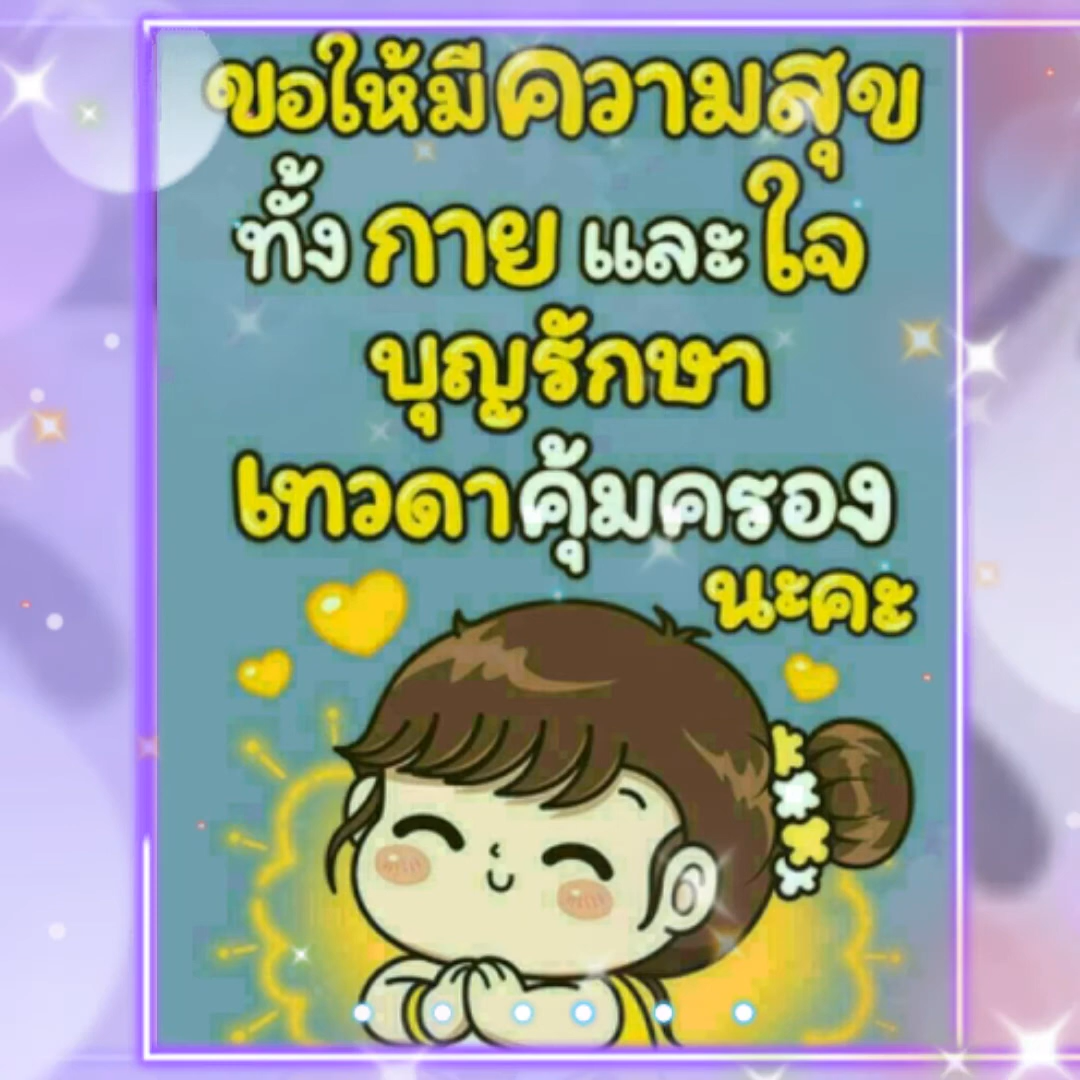 ขอให้มีความสุข
ทั้ง กาย และ ใจ
บุญรักษา
เทวดาคุ้มครอง
นะคะ